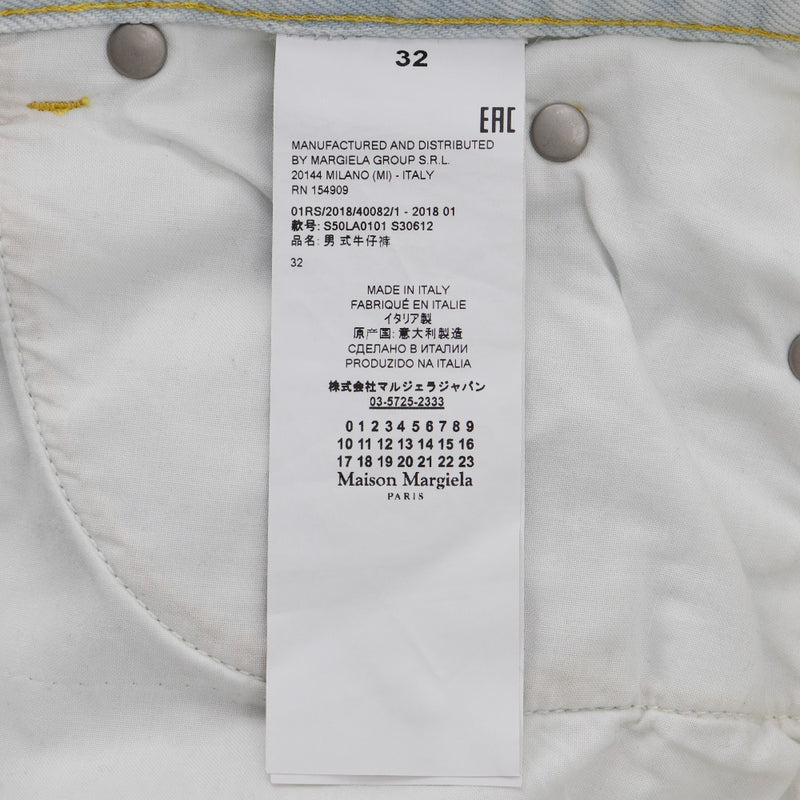 32
EAC
MANUFACTURED AND DISTRIBUTED
BY MARGIELA GROUP S.R.L.
20144 MILANO (MI) - ITALY
RN 154909
01RS/2018/40082/1 - 2018 01
款号: S50LA0101 S30612
品名: 男 式牛仔裤
32
MADE IN ITALY
FABRIQUÉ EN ITALIE
イタリア製
原产国: 意大利製造
СДЕЛАНО В ИТАЛИИ
PRODUZIDO NA ITALIA
株式会社マルジェラジャパン
03-5725-2333
0 1 2 3 4 5 6 7 8 9
10 11 12 13 14 15 16
17 18 19 20 21 22 23
Maison Margiela
PARIS